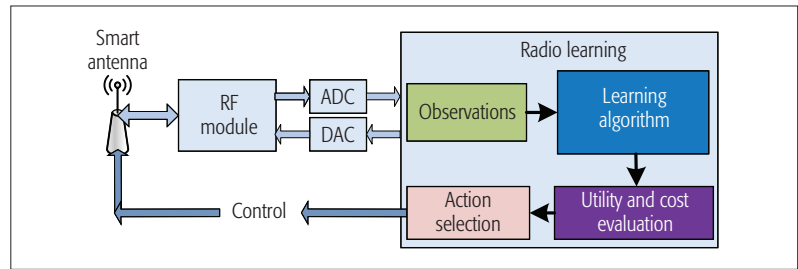 Smart
antenna
RF
module
ADC
DAC
Radio learning
Observations
Learning
algorithm
Control
Action
selection
Utility and cost
evaluation